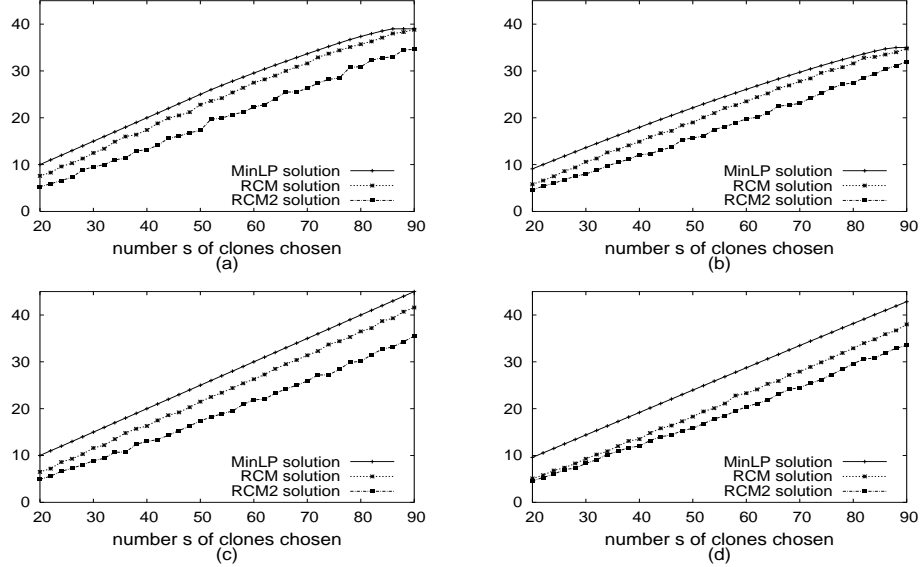 40
30
20
10
0
MinLP solution
RCM solution
RCM2 solution
20 30 40 50 60 70 80 90
number s of clones chosen
(a)
40
30
20
10
0
MinLP solution
RCM solution
RCM2 solution
20 30 40 50 60 70 80 90
number s of clones chosen
(b)
40
30
20
10
0
MinLP solution
RCM solution
RCM2 solution
20 30 40 50 60 70 80 90
number s of clones chosen
(c)
40
30
20
10
0
MinLP solution
RCM solution
RCM2 solution
20 30 40 50 60 70 80 90
number s of clones chosen
(d)